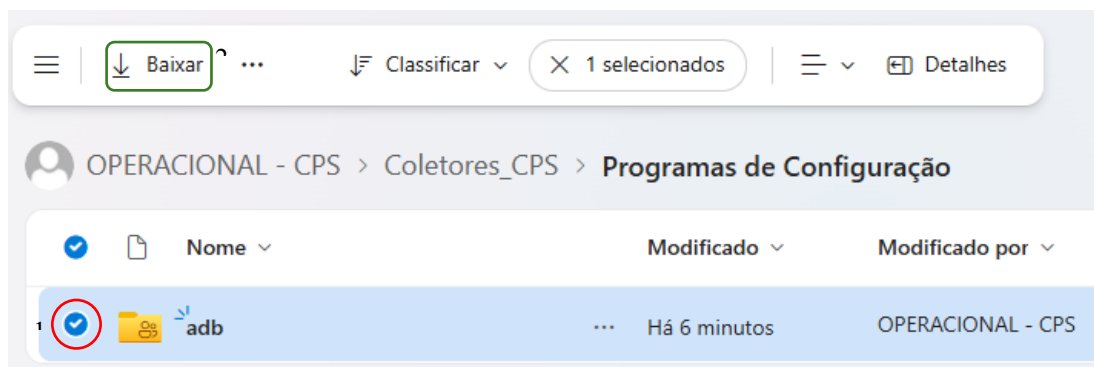 Baixar ... Classificar 1 selecionados Detalhes
OPERACIONAL - CPS > Coletores_CPS > Programas de Configuração
Nome Modificado Modificado por
1 adb ... Há 6 minutos OPERACIONAL - CPS